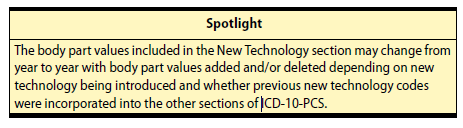 Spotlight
The body part values included in the New Technology section may change from
year to year with body part values added and/or deleted depending on new
technology being introduced and whether previous new technology codes
were incorporated into the other sections of ICD-10-PCS.